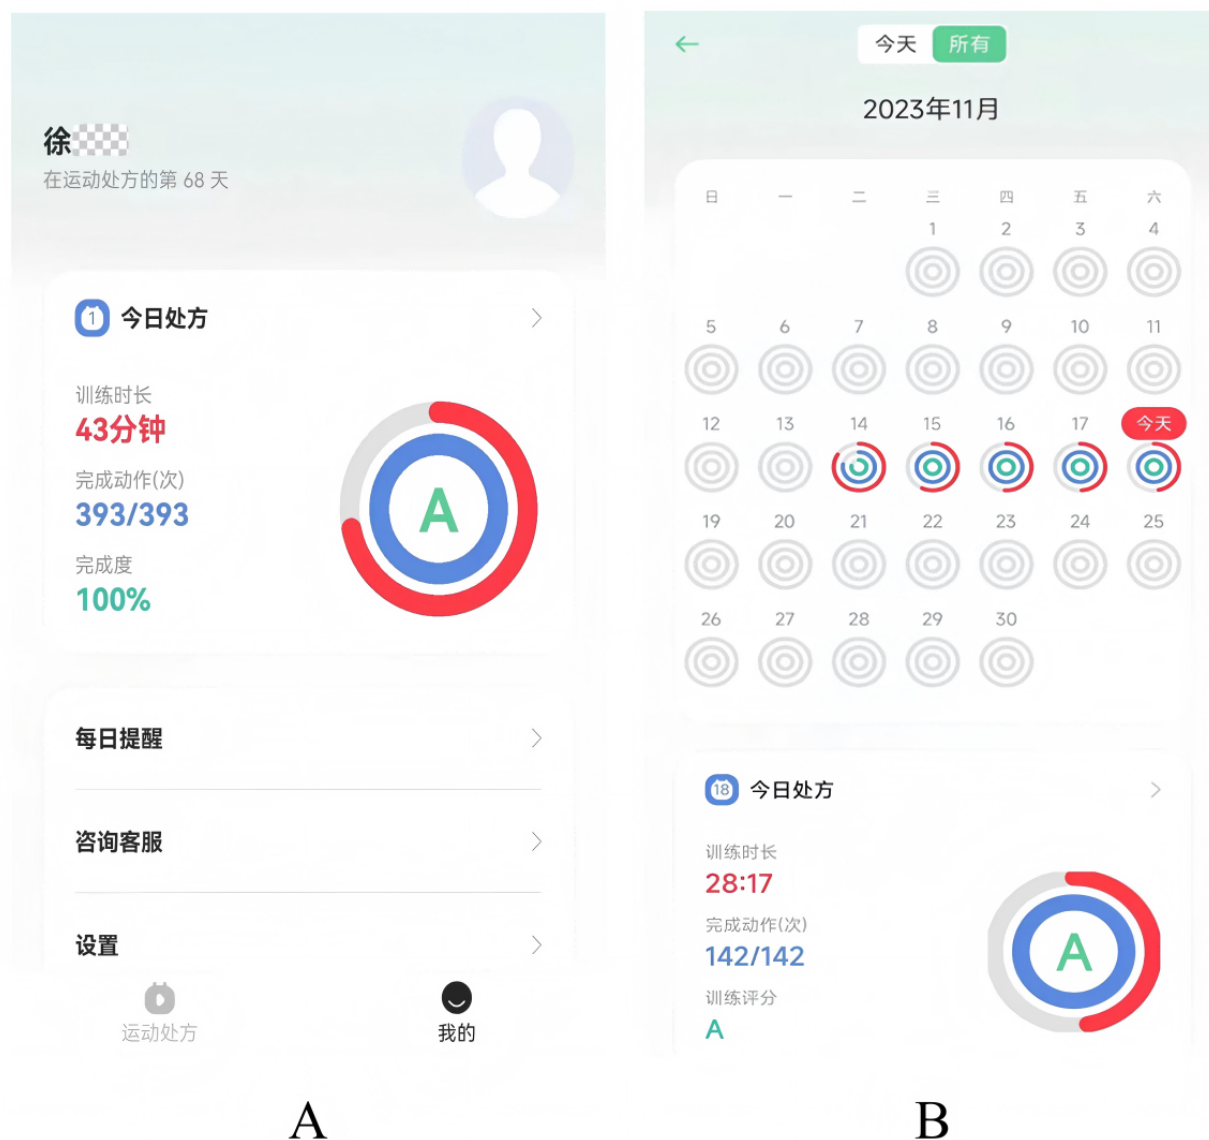 徐
在运动处方的第 68 天
1 今日处方
训练时长
43分钟
完成动作(次)
393/393
完成度
100%
A
每日提醒
咨询客服
设置
运动处方 我的
A
今天 所有
2023年11月
日 一 二 三 四 五 六
1 2 3 4
5 6 7 8 9 10 11
12 13 14 15 16 17 今天
19 20 21 22 23 24 25
26 27 28 29 30
18 今日处方
训练时长
28:17
完成动作(次)
142/142
训练评分
A
A
B